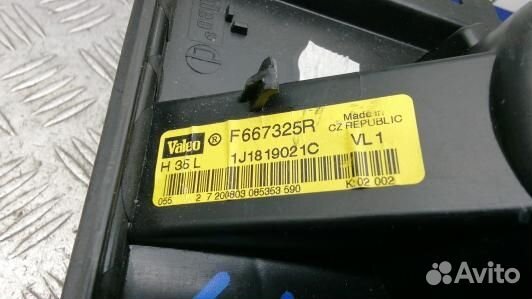 Valeo ® F667325R Made in
CZ REPUBLIC
H 35 L 1J1819021C VL 1
055 2 7 200803 085353 590 K:02 002
Avito